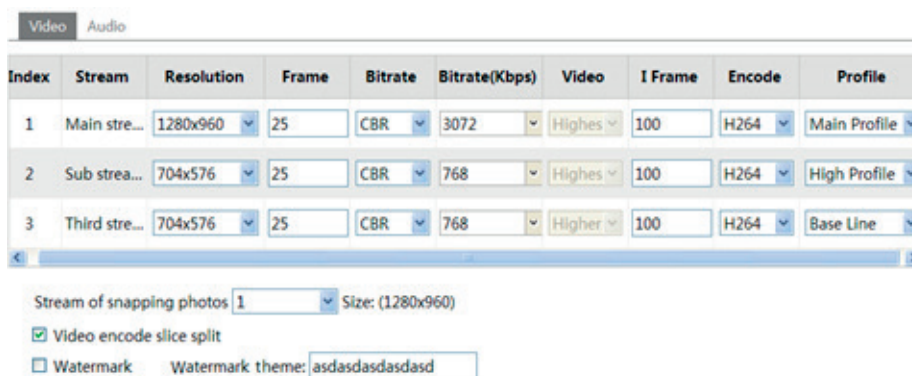 Video Audio
Index Stream Resolution Frame Bitrate Bitrate(Kbps) Video I Frame Encode Profile
1 Main stre... 1280x960 25 CBR 3072 Highes 100 H264 Main Profile
2 Sub strea... 704x576 25 CBR 768 Highes 100 H264 High Profile
3 Third stre... 704x576 25 CBR 768 Higher 100 H264 Base Line
Stream of snapping photos 1 Size: (1280x960)
Video encode slice split
Watermark Watermark theme: asdasdasdasdasd